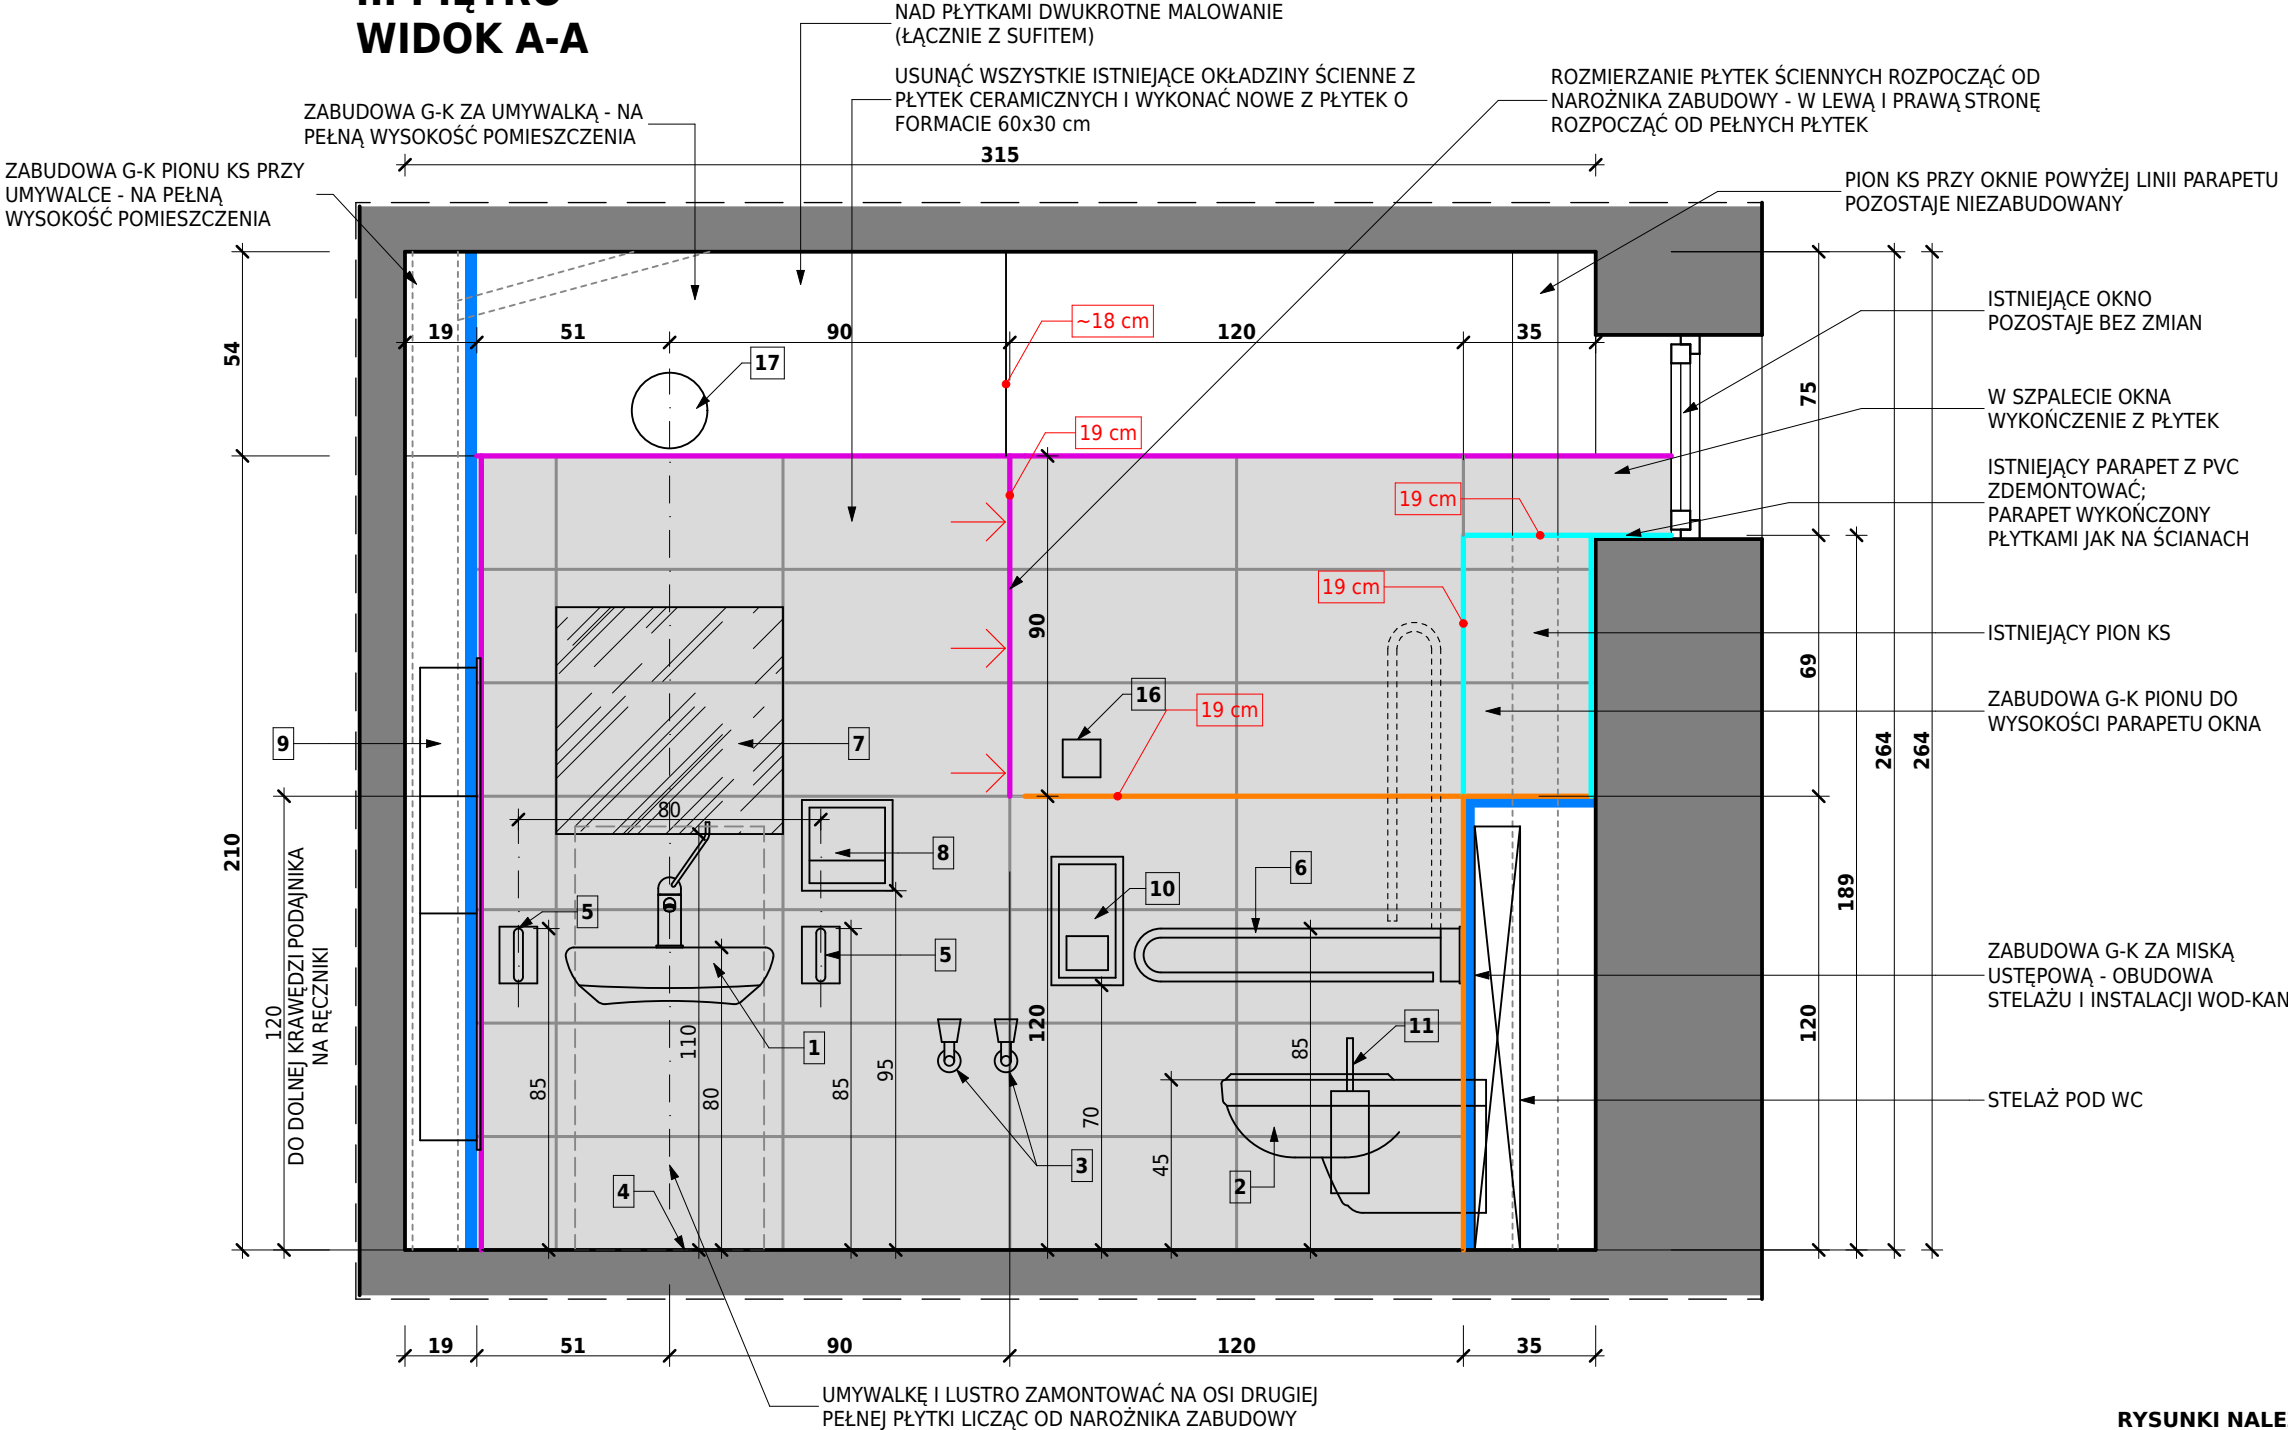 III PIĘTRO
WIDOK A-A
NAD PŁYTKAMI DWUKROTNE MALOWANIE
(ŁĄCZNIE Z SUFITEM)
USUNĄĆ WSZYSTKIE ISTNIEJĄCE OKŁADZINY ŚCIENNE Z
PŁYTEK CERAMICZNYCH I WYKONAĆ NOWE Z PŁYTEK O
FORMACIE 60x30 cm
ROZMIERZANIE PŁYTEK ŚCIENNYCH ROZPOCZĄĆ OD
NAROŻNIKA ZABUDOWY - W LEWĄ I PRAWĄ STRONĘ
ROZPOCZĄĆ OD PEŁNYCH PŁYTEK
ZABUDOWA G-K ZA UMYWALKĄ - NA
PEŁNĄ WYSOKOŚĆ POMIESZCZENIA
ZABUDOWA G-K PIONU KS PRZY
UMYWALCE - NA PEŁNĄ
WYSOKOŚĆ POMIESZCZENIA
315
PION KS PRZY OKNIE POWYŻEJ LINII PARAPETU
POZOSTAJE NIEZABUDOWANY
ISTNIEJĄCE OKNO
POZOSTAJE BEZ ZMIAN
W SZPALECIE OKNA
WYKOŃCZENIE Z PŁYTEK
ISTNIEJĄCY PARAPET Z PVC
ZDEMONTOWAĆ;
PARAPET WYKOŃCZONY
PŁYTKAMI JAK NA ŚCIANACH
ISTNIEJĄCY PION KS
ZABUDOWA G-K PIONU DO
WYSOKOŚCI PARAPETU OKNA
ZABUDOWA G-K ZA MISKĄ
USTĘPOWĄ - OBUDOWA
STELAŻU I INSTALACJI WOD-KAN
STELAŻ POD WC
19
51
90
120
35
~18 cm
19 cm
19 cm
19 cm
19 cm
54
210
120
DO DOLNEJ KRAWĘDZI PODAJNIKA
NA RĘCZNIKI
17
9
7
16
8
10
6
5
5
1
11
3
2
4
80
90
120
85
110
80
85
95
70
45
85
75
69
120
189
264
264
19
51
90
120
35
UMYWALKĘ I LUSTRO ZAMONTOWAĆ NA OSI DRUGIEJ
PEŁNEJ PŁYTKI LICZĄC OD NAROŻNIKA ZABUDOWY
RYSUNKI NALE